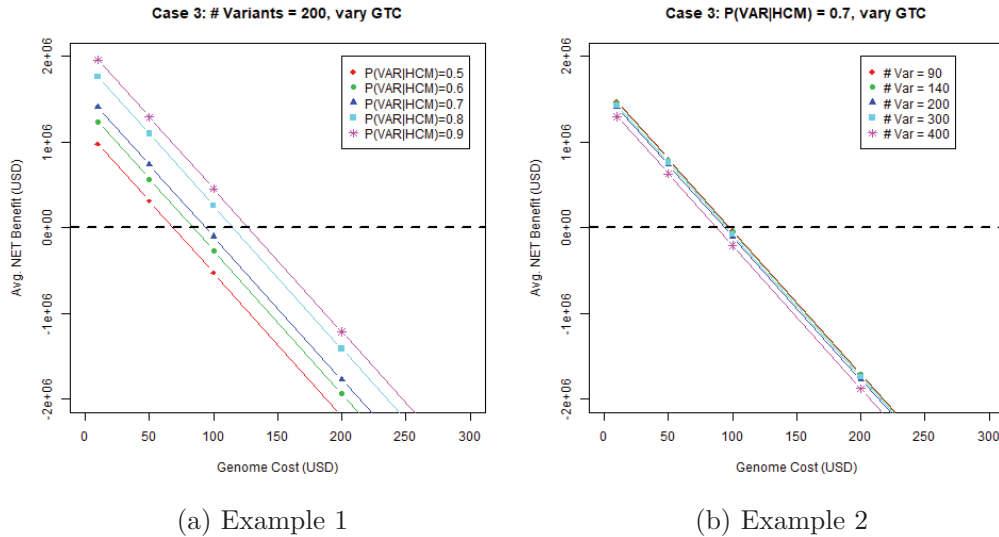 Case 3: # Variants = 200, vary GTC
Avg. NET Benefit (USD)
2e+06
1e+06
0e+00
-1e+06
-2e+06
P(VAR|HCM)=0.5
P(VAR|HCM)=0.6
P(VAR|HCM)=0.7
P(VAR|HCM)=0.8
P(VAR|HCM)=0.9
0 50 100 150 200 250 300
Genome Cost (USD)
(a) Example 1
Case 3: P(VAR|HCM) = 0.7, vary GTC
Avg. NET Benefit (USD)
2e+06
1e+06
0e+00
-1e+06
-2e+06
# Var = 90
# Var = 140
# Var = 200
# Var = 300
# Var = 400
0 50 100 150 200 250 300
Genome Cost (USD)
(b) Example 2